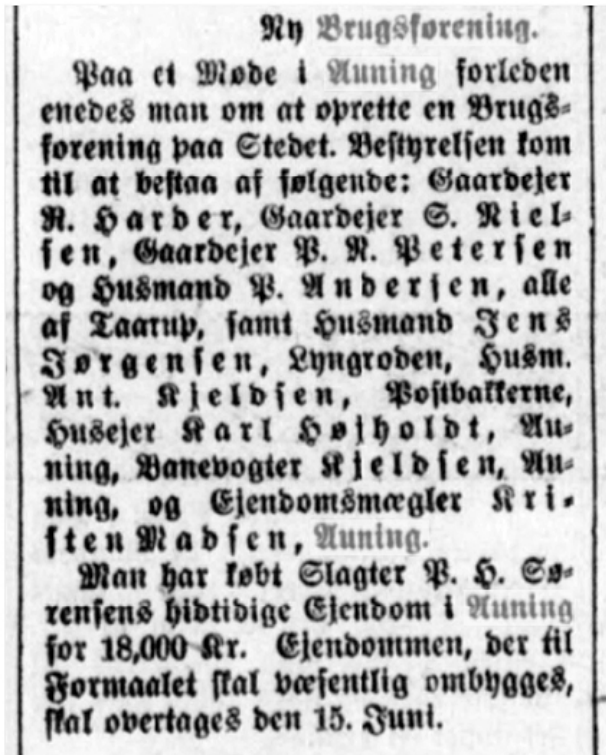 Ny Brugsforening.
Paa et Møde i Auning forleden
enedes man om at oprette en Brugs-
forening paa Stedet. Bestyrelsen kom
til at bestaa af følgende: Gaardejer
R. Harder, Gaardejer S. Niel-
sen, Gaardejer P. R. Petersen
og Husmand P. Andersen, alle
af Taarup, samt Husmand Jens
Jørgensen, Lyngroden, Husm.
Ant. Kjeldsen, Postbakkerne,
Husejer Karl Højholdt, Au-
ning, Banevogter Kjeldsen, Au-
ning, og Ejendomsmægler Kri-
sten Madsen, Auning.
Man har købt Slagter P. H. Sø-
rensens hidtidige Ejendom i Auning
for 18,000 Kr. Ejendommen, der til
Formaalet skal væsentlig ombygges,
skal overtages den 15. Juni.